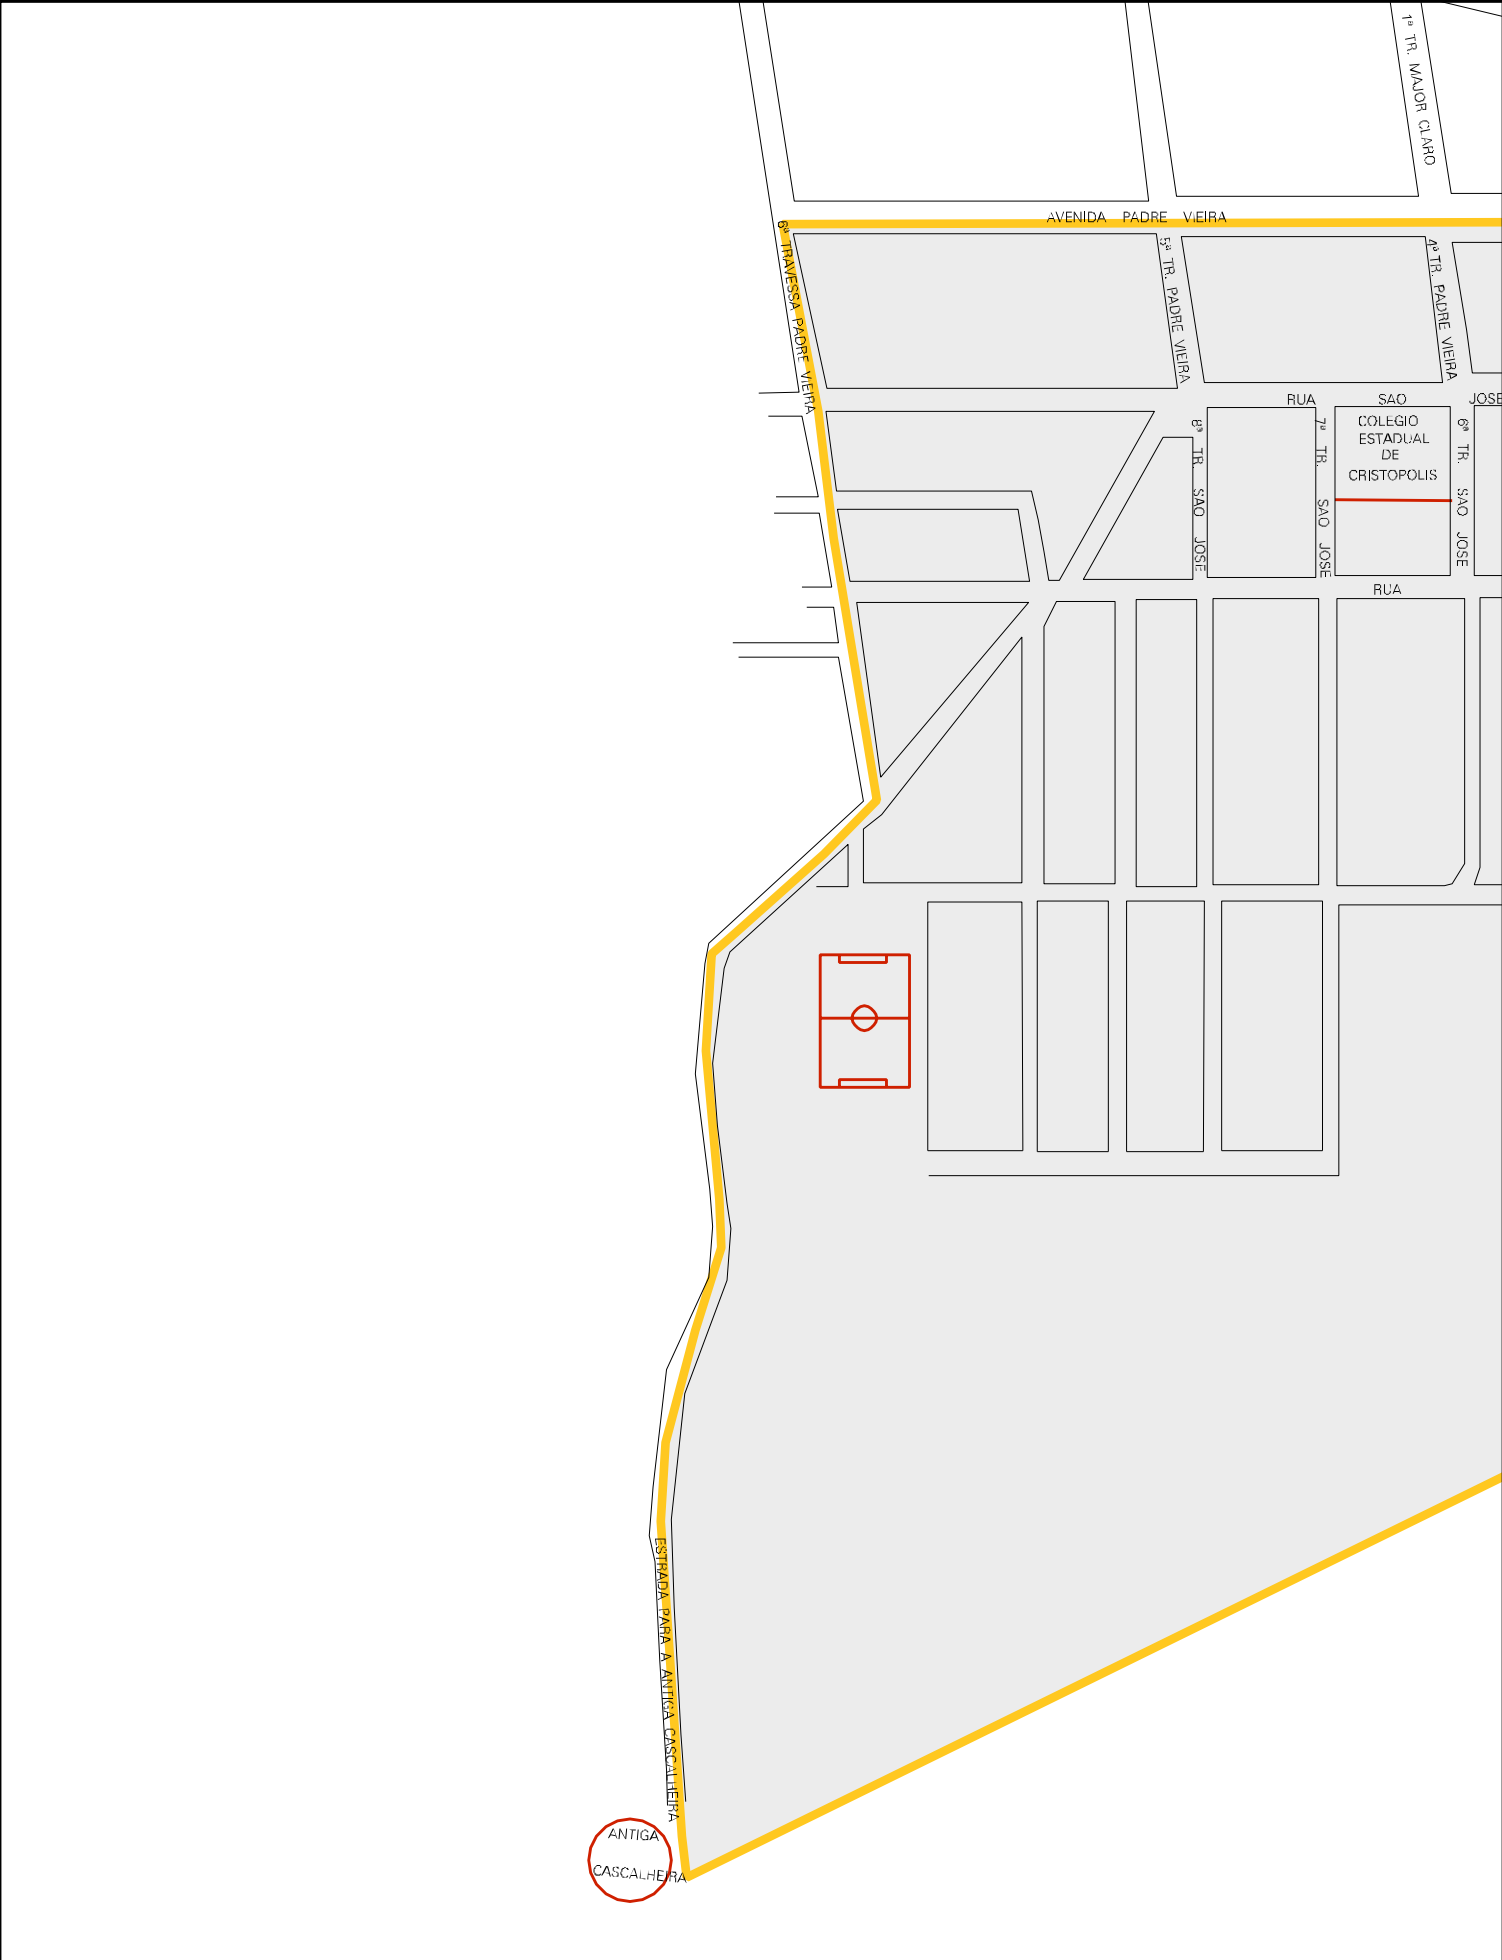 1ª TR. MAJOR CLARO
AVENIDA PADRE VIEIRA
6ª TRAVESSA PADRE VIEIRA
5ª TR. PADRE VIEIRA
4ª TR. PADRE VIEIRA
RUA SAO JOSE
8ª TR. SAO JOSE
7ª TR. SAO JOSE
COLEGIO
ESTADUAL
DE
CRISTOPOLIS
6ª TR. SAO JOSE
RUA
ESTRADA PARA A ANTIGA CASCALHEIRA
ANTIGA
CASCALHEIRA